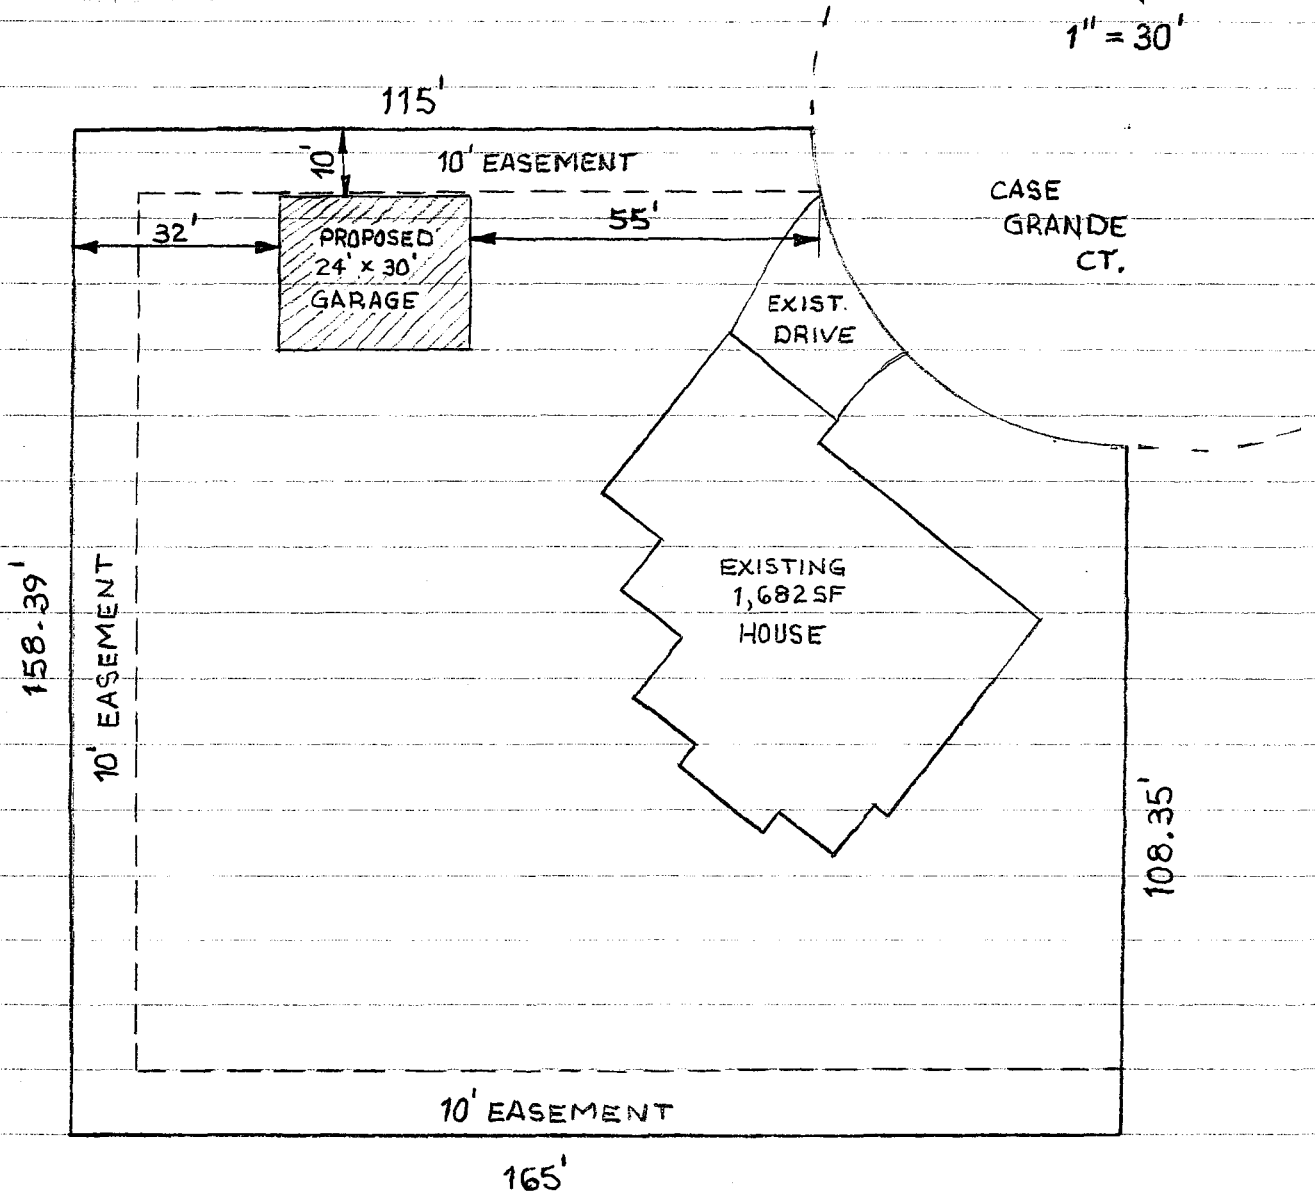 1" = 30'
115'
10'
10' EASEMENT
CASE
GRANDE
CT.
32'
55'
PROPOSED
24' x 30'
GARAGE
EXIST.
DRIVE
EXISTING
1,682 SF
HOUSE
158.39'
10' EASEMENT
108.35'
10' EASEMENT
165'